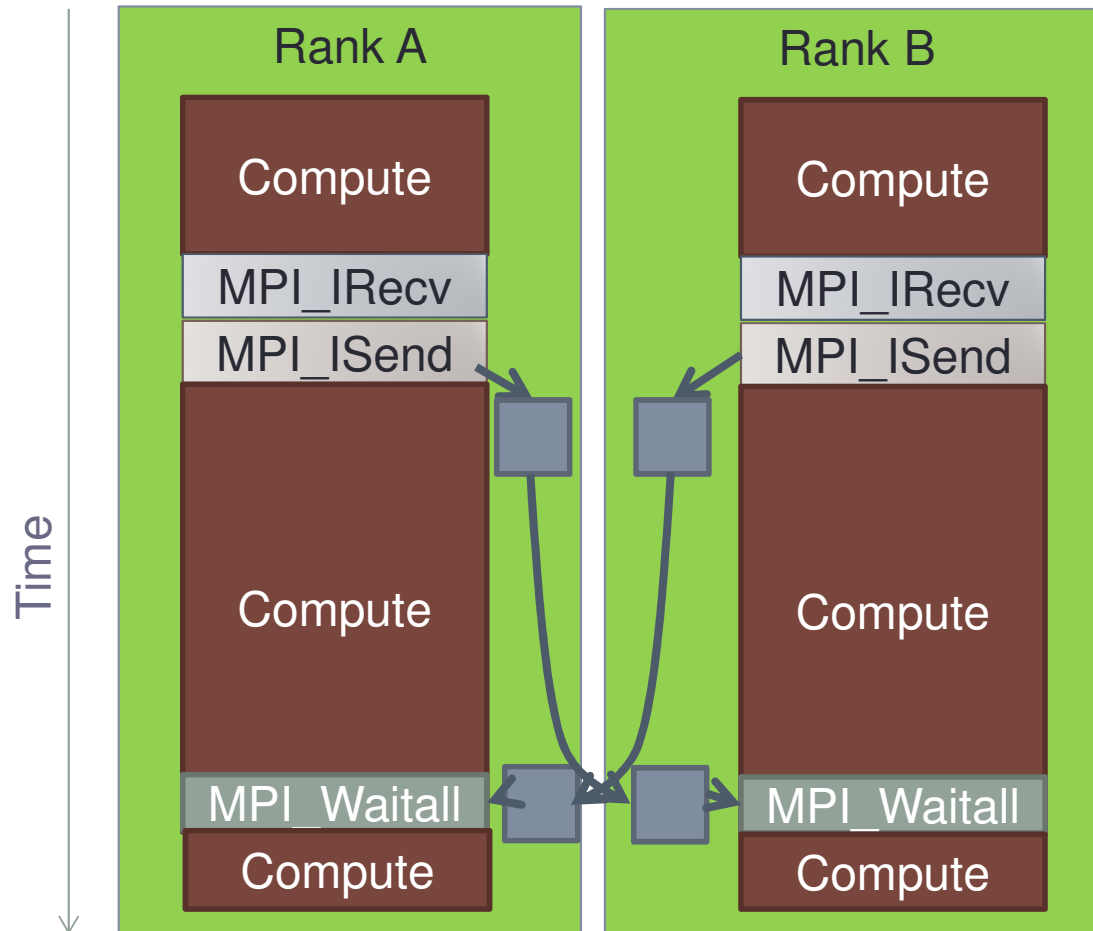 Time
Rank A
Compute
MPI_IRecv
MPI_ISend
Compute
MPI_Waitall
Compute
Rank B
Compute
MPI_IRecv
MPI_ISend
Compute
MPI_Waitall
Compute